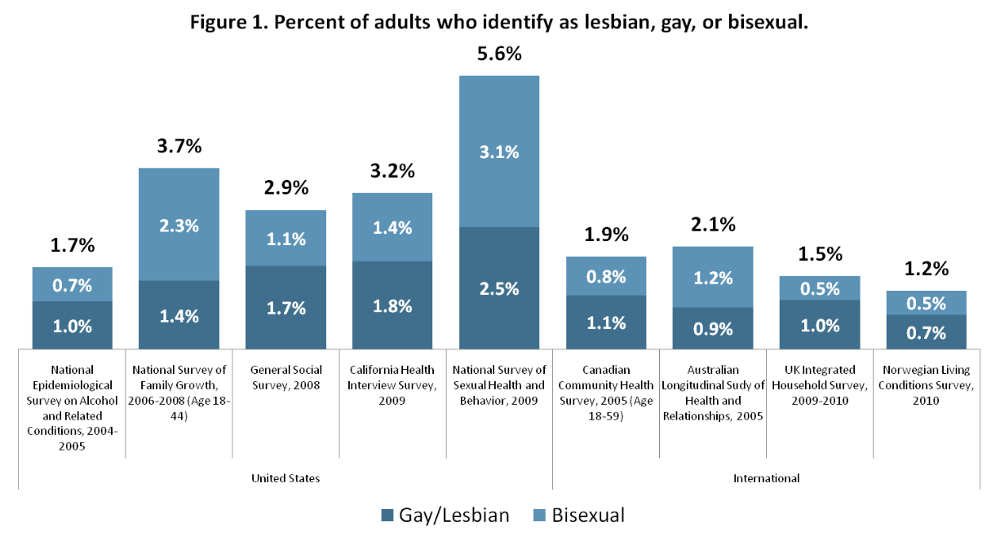 Figure 1. Percent of adults who identify as lesbian, gay, or bisexual.
5.6%
3.7%
3.2%
2.9%
2.1%
1.9%
1.7%
1.5%
1.2%
3.1%
2.3%
1.4%
1.1%
0.7%
0.8%
1.2%
0.5%
0.5%
1.0%
1.4%
1.7%
1.8%
2.5%
1.1%
0.9%
1.0%
0.7%
National
Epidemiological
Survey on Alcohol
and Related
Conditions, 2004-
2005
National Survey of
Family Growth,
2006-2008 (Age 18-
44)
General Social
Survey, 2008
California Health
Interview Survey,
2009
National Survey of
Sexual Health and
Behavior, 2009
Canadian
Community Health
Survey, 2005 (Age
18-59)
Australian
Longitudinal Sudy of
Health and
Relationships, 2005
UK Integrated
Household Survey,
2009-2010
Norwegian Living
Conditions Survey,
2010
United States
International
Gay/Lesbian
Bisexual